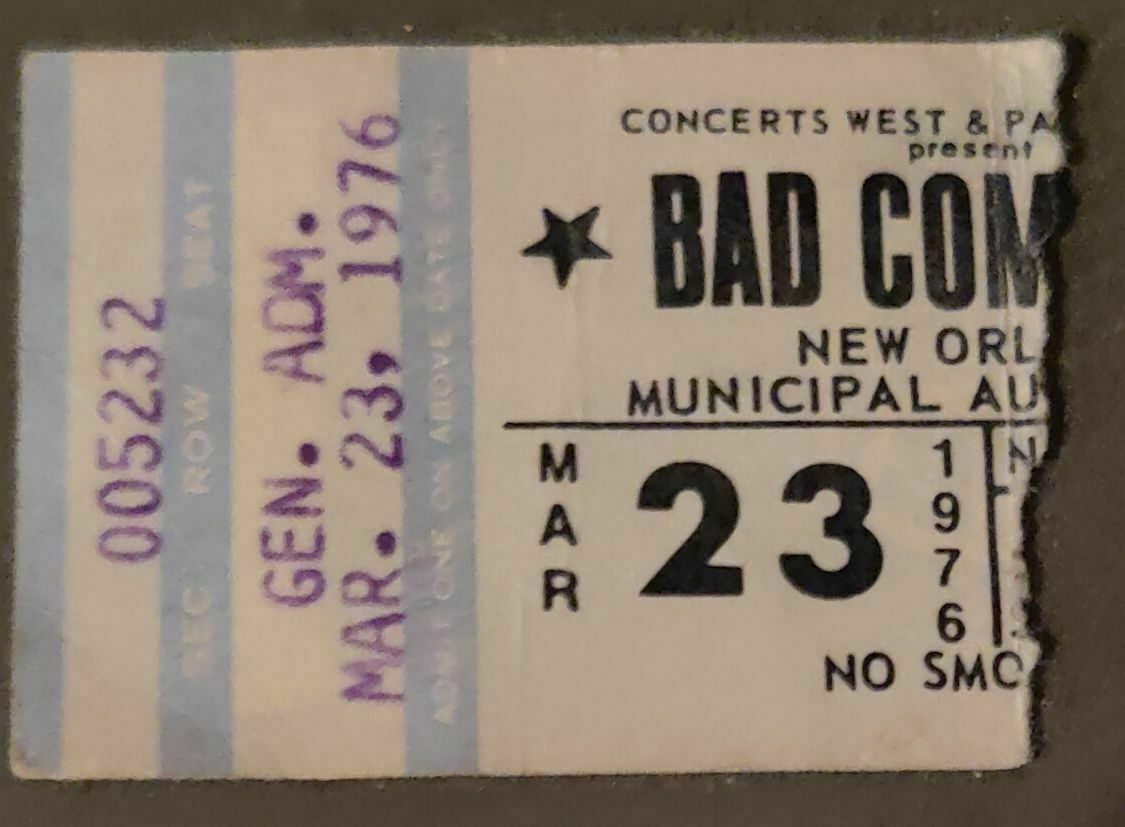 005232
SEC ROW SEAT
GEN. ADM.
MAR. 23, 1976
ADMIT ONE ON ABOVE DATE ONLY
CONCERTS WEST & PA
present
BAD COM
NEW ORL
MUNICIPAL AU
MAR
23
1976
N
NO SMO